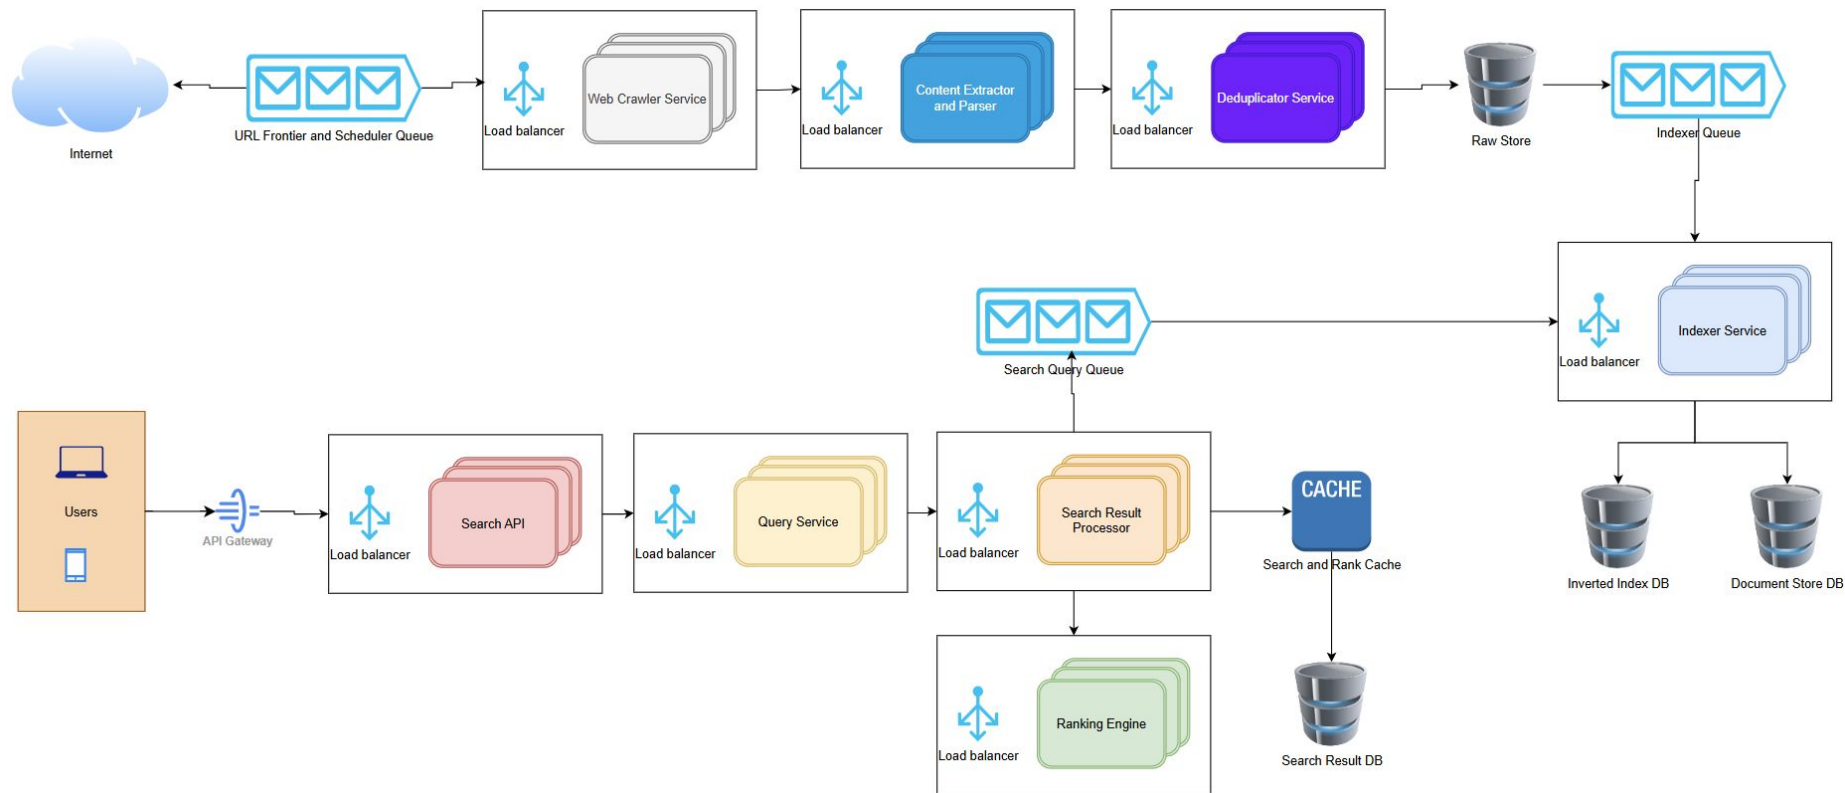 Internet
URL Frontier and Scheduler Queue
Load balancer
Web Crawler Service
Load balancer
Content Extractor
and Parser
Load balancer
Deduplicator Service
Raw Store
Indexer Queue
Search Query Queue
Load balancer
Indexer Service
Users
API Gateway
Load balancer
Search API
Load balancer
Query Service
Load balancer
Search Result
Processor
CACHE
Search and Rank Cache
Inverted Index DB
Document Store DB
Load balancer
Ranking Engine
Search Result DB